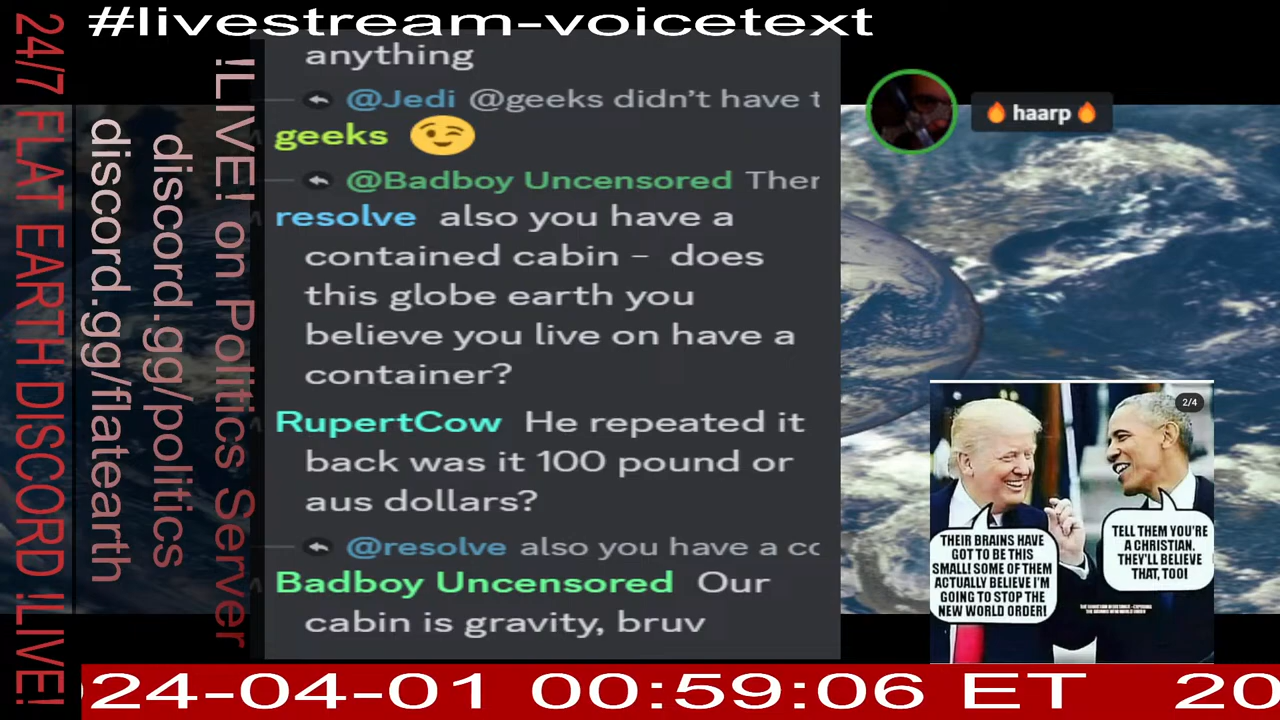 #livestream-voicetext
24/7 FLAT EARTH DISCORD !LIVE!
discord.gg/flatearth
discord.gg/politics
!LIVE! on Politics Server
anything
@Jedi @geeks didn't have t
geeks 😉
@Badboy Uncensored Ther
resolve also you have a
contained cabin - does
this globe earth you
believe you live on have a
container?
RupertCow He repeated it
back was it 100 pound or
aus dollars?
@resolve also you have a co
Badboy Uncensored Our
cabin is gravity, bruv
🔥 haarp 🔥
2/4
THEIR BRAINS HAVE
GOT TO BE THIS
SMALL! SOME OF THEM
ACTUALLY BELIEVE I'M
GOING TO STOP THE
NEW WORLD ORDER!
TELL THEM YOU'RE
A CHRISTIAN.
THEY'LL BELIEVE
THAT, TOO!
24-04-01 00:59:06 ET 20